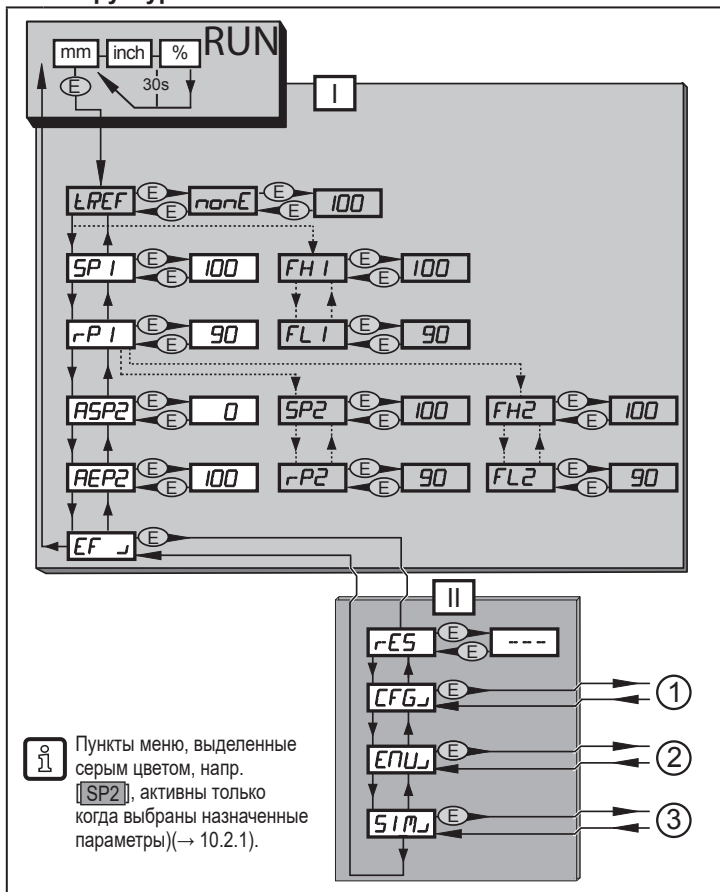 mm inch % RUN
E 30s
I
tREF E E nonE E E 100
SP1 E E 100 FH1 E E 100
rP1 E E 90 FL1 E E 90
ASP2 E E 0 SP2 E E 100 FH2 E E 100
AEP2 E E 100 rP2 E E 90 FL2 E E 90
EF E
II
rES E E ---
CFG E 1
ENV E 2
SIM E 3
i
Пункты меню, выделенные
серым цветом, напр.
[SP2], активны только
когда выбраны назначенные
параметры)(→ 10.2.1).